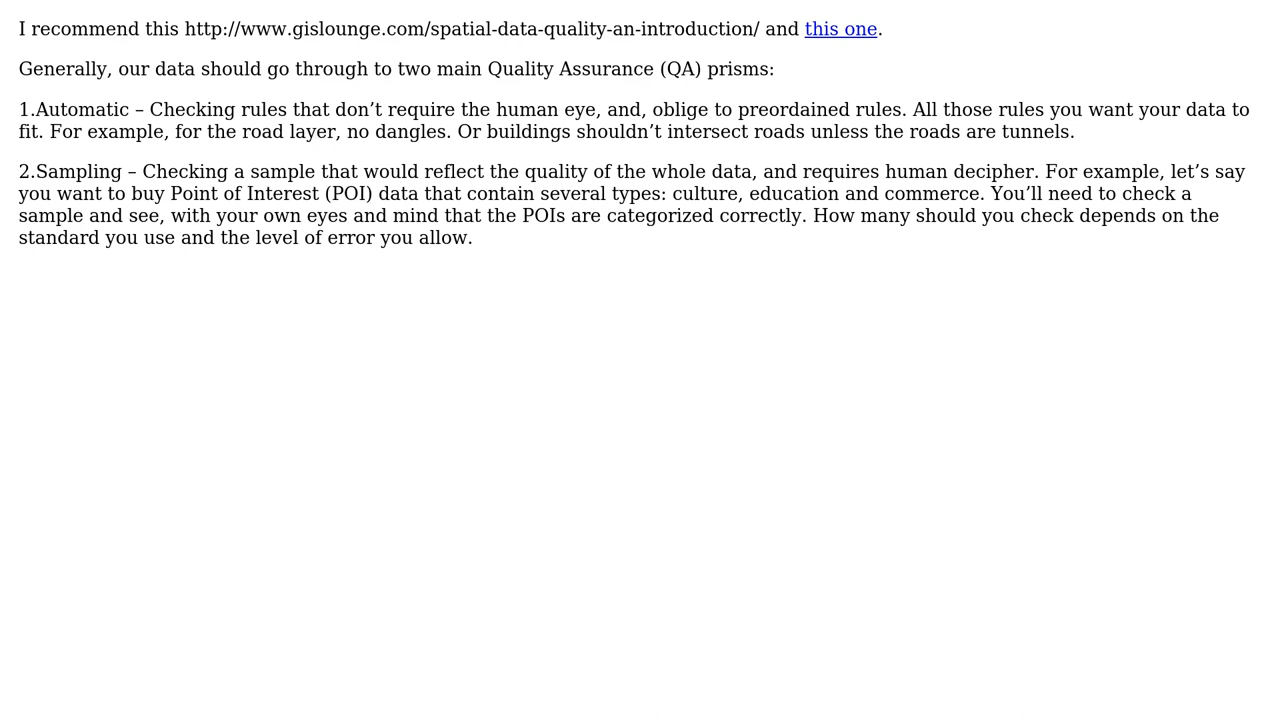 I recommend this http://www.gislounge.com/spatial-data-quality-an-introduction/ and this one.
Generally, our data should go through to two main Quality Assurance (QA) prisms:
1.Automatic – Checking rules that don’t require the human eye, and, oblige to preordained rules. All those rules you want your data to
fit. For example, for the road layer, no dangles. Or buildings shouldn’t intersect roads unless the roads are tunnels.
2.Sampling – Checking a sample that would reflect the quality of the whole data, and requires human decipher. For example, let’s say
you want to buy Point of Interest (POI) data that contain several types: culture, education and commerce. You’ll need to check a
sample and see, with your own eyes and mind that the POIs are categorized correctly. How many should you check depends on the
standard you use and the level of error you allow.